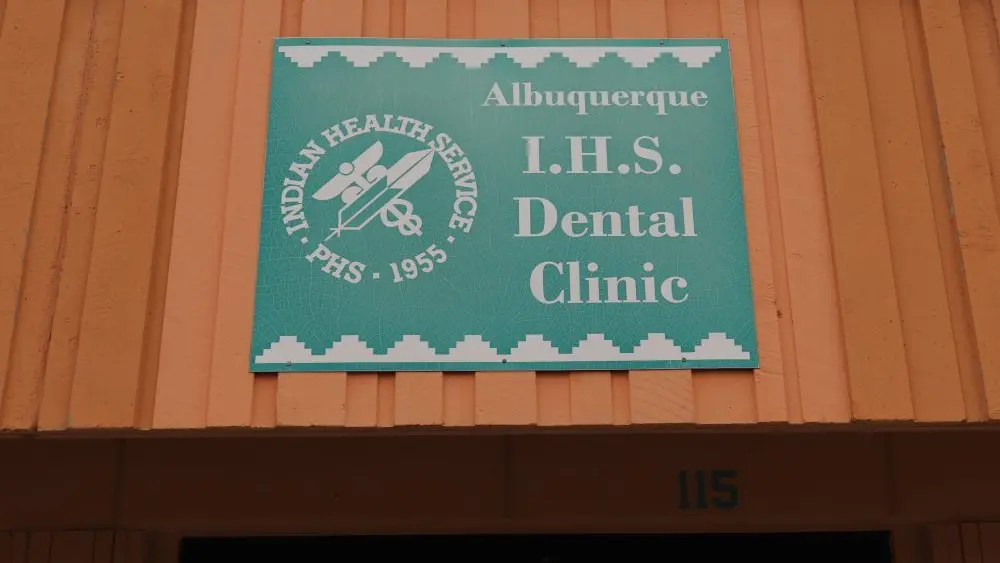 INDIAN HEALTH SERVICE
· PHS · 1955 ·
Albuquerque
I.H.S.
Dental
Clinic
115